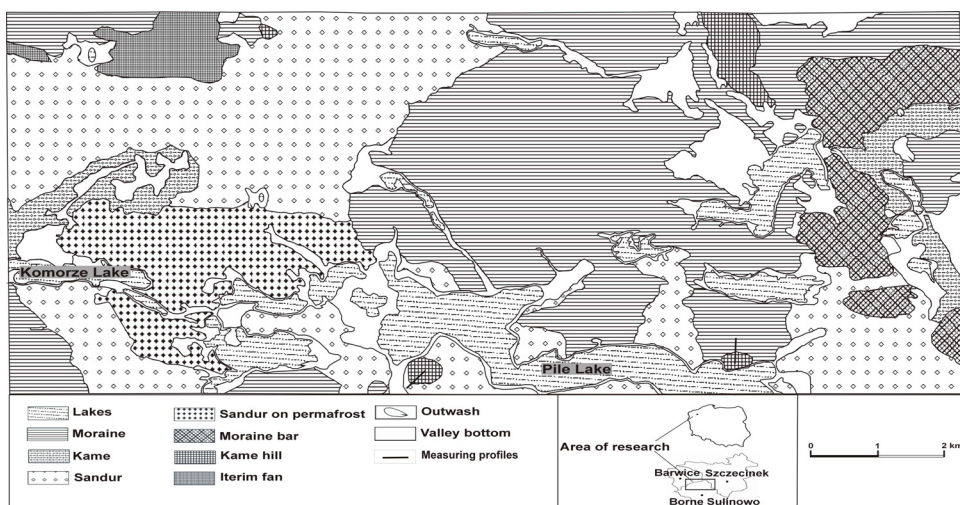 Komorze Lake
Pile Lake
Lakes
Moraine
Kame
Sandur
Sandur on permafrost
Moraine bar
Kame hill
Iterim fan
Outwash
Valley bottom
Measuring profiles
Area of research
Barwice Szczecinek
Borne Sulinowo
0 1 2 km